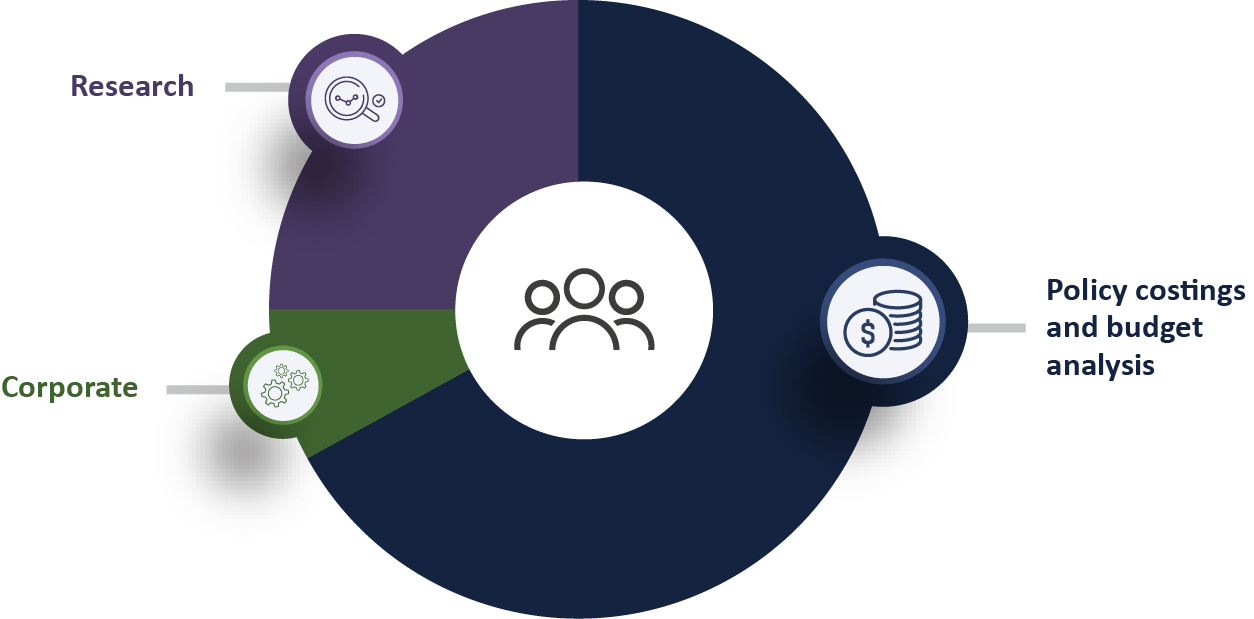 Research
Policy costings
and budget
analysis
Corporate
$